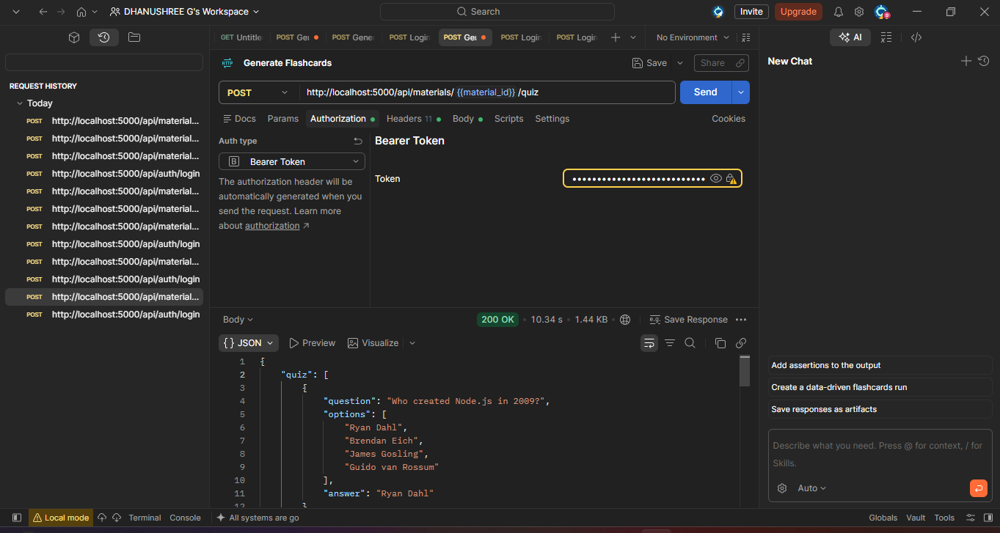 DHANUSHREE G's Workspace
Search
Invite
Upgrade
GET Untitle
POST Ger
POST Gene
POST Login
POST Ger
POST Login
POST Login
No Environment
AI
HTTP
Generate Flashcards
Save
Share
New Chat
REQUEST HISTORY
Today
POST http://localhost:5000/api/material...
POST http://localhost:5000/api/material...
POST http://localhost:5000/api/material...
POST http://localhost:5000/api/auth/login
POST http://localhost:5000/api/material...
POST http://localhost:5000/api/material...
POST http://localhost:5000/api/material...
POST http://localhost:5000/api/auth/login
POST http://localhost:5000/api/material...
POST http://localhost:5000/api/auth/login
POST http://localhost:5000/api/material...
POST http://localhost:5000/api/auth/login
POST
http://localhost:5000/api/materials/ {{material_id}} /quiz
Send
Docs
Params
Authorization
Headers 11
Body
Scripts
Settings
Cookies
Auth type
B Bearer Token
The authorization header will be
automatically generated when you
send the request. Learn more
about authorization
Bearer Token
Token
Body
200 OK
10.34 s
1.44 KB
e.g. Save Response
{} JSON
Preview
Visualize
1 {
2 "quiz": [
3 {
4 "question": "Who created Node.js in 2009?",
5 "options": [
6 "Ryan Dahl",
7 "Brendan Eich",
8 "James Gosling",
9 "Guido van Rossum"
10 ],
11 "answer": "Ryan Dahl"
12 }
Add assertions to the output
Create a data-driven flashcards run
Save responses as artifacts
Describe what you need. Press @ for context, / for
Skills.
Auto
Local mode
Terminal
Console
All systems are go
Globals
Vault
Tools